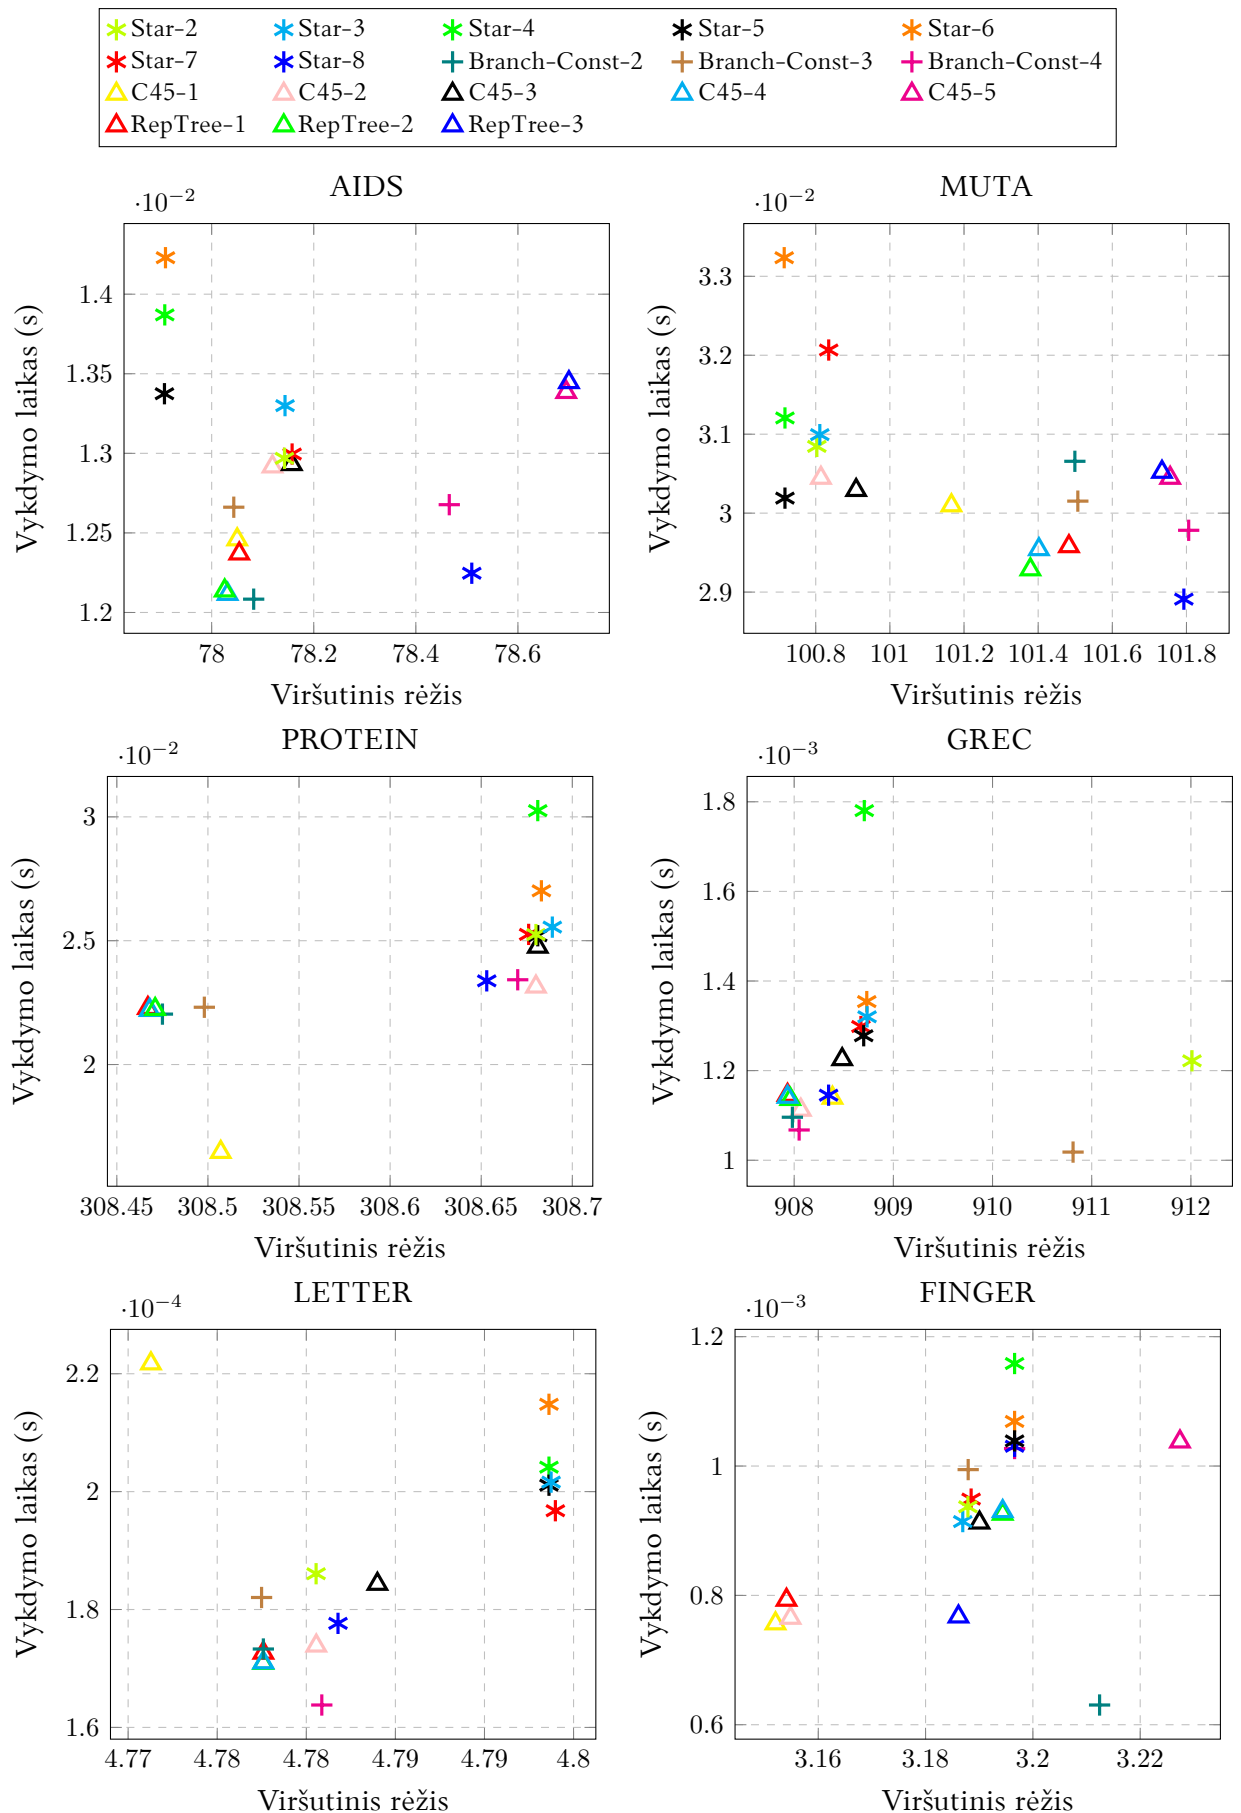 Star-2 Star-3 Star-4 Star-5 Star-6
Star-7 Star-8 Branch-Const-2 Branch-Const-3 Branch-Const-4
C45-1 C45-2 C45-3 C45-4 C45-5
RepTree-1 RepTree-2 RepTree-3
AIDS
·10⁻²
1.4
1.35
1.3
1.25
1.2
78 78.2 78.4 78.6
Vykdymo laikas (s)
Viršutinis rėžis
MUTA
·10⁻²
3.3
3.2
3.1
3
2.9
100.8 101 101.2 101.4 101.6 101.8
Vykdymo laikas (s)
Viršutinis rėžis
PROTEIN
·10⁻²
3
2.5
2
308.45 308.5 308.55 308.6 308.65 308.7
Vykdymo laikas (s)
Viršutinis rėžis
GREC
·10⁻³
1.8
1.6
1.4
1.2
1
908 909 910 911 912
Vykdymo laikas (s)
Viršutinis rėžis
LETTER
·10⁻⁴
2.2
2
1.8
1.6
4.77 4.78 4.78 4.79 4.79 4.8
Vykdymo laikas (s)
Viršutinis rėžis
FINGER
·10⁻³
1.2
1
0.8
0.6
3.16 3.18 3.2 3.22
Vykdymo laikas (s)
Viršutinis rėžis